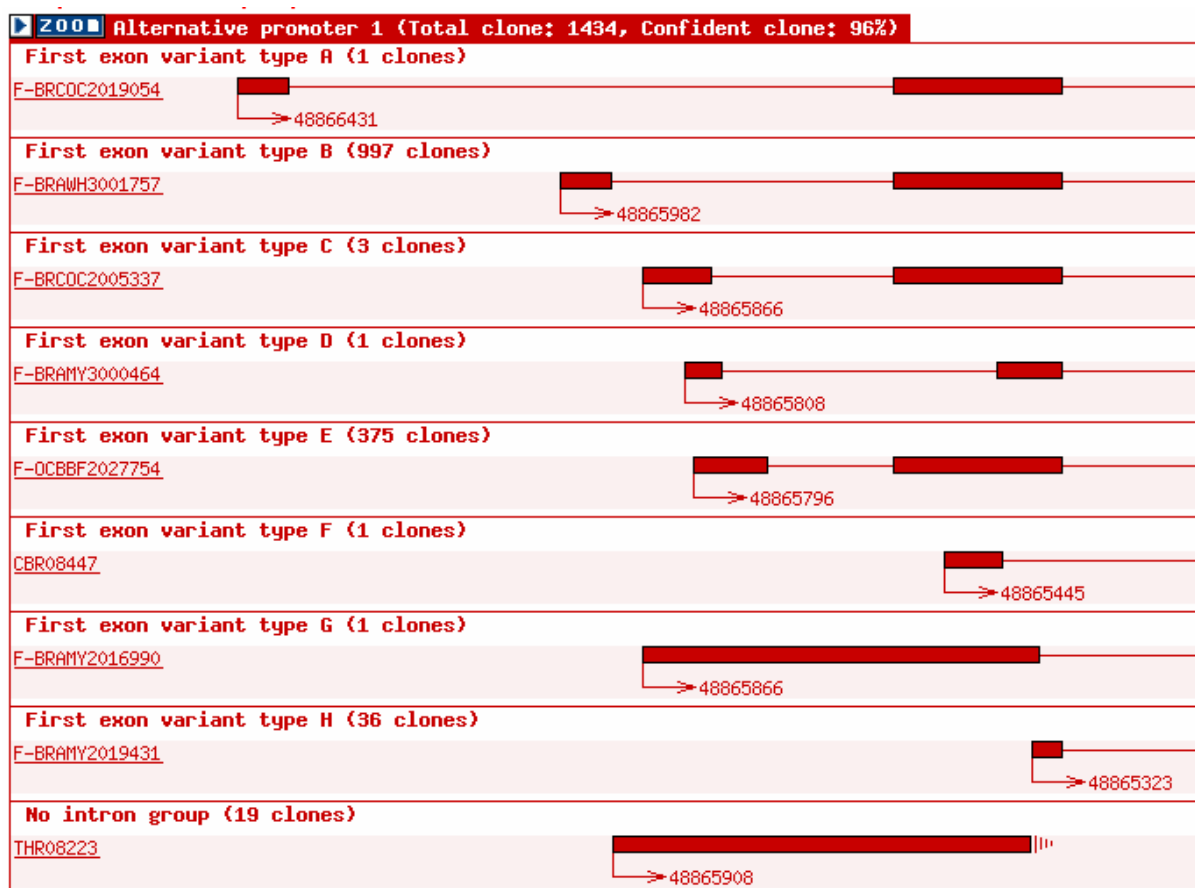 ZOOM Alternative promoter 1 (Total clone: 1434, Confident clone: 96%)
First exon variant type A (1 clones)
F-BRCOC2019054
48866431
First exon variant type B (997 clones)
F-BRAWH3001757
48865982
First exon variant type C (3 clones)
F-BRCOC2005337
48865866
First exon variant type D (1 clones)
F-BRAMY3000464
48865808
First exon variant type E (375 clones)
F-OCBBF2027754
48865796
First exon variant type F (1 clones)
CBR08447
48865445
First exon variant type G (1 clones)
F-BRAMY2016990
48865866
First exon variant type H (36 clones)
F-BRAMY2019431
48865323
No intron group (19 clones)
THR08223
48865908